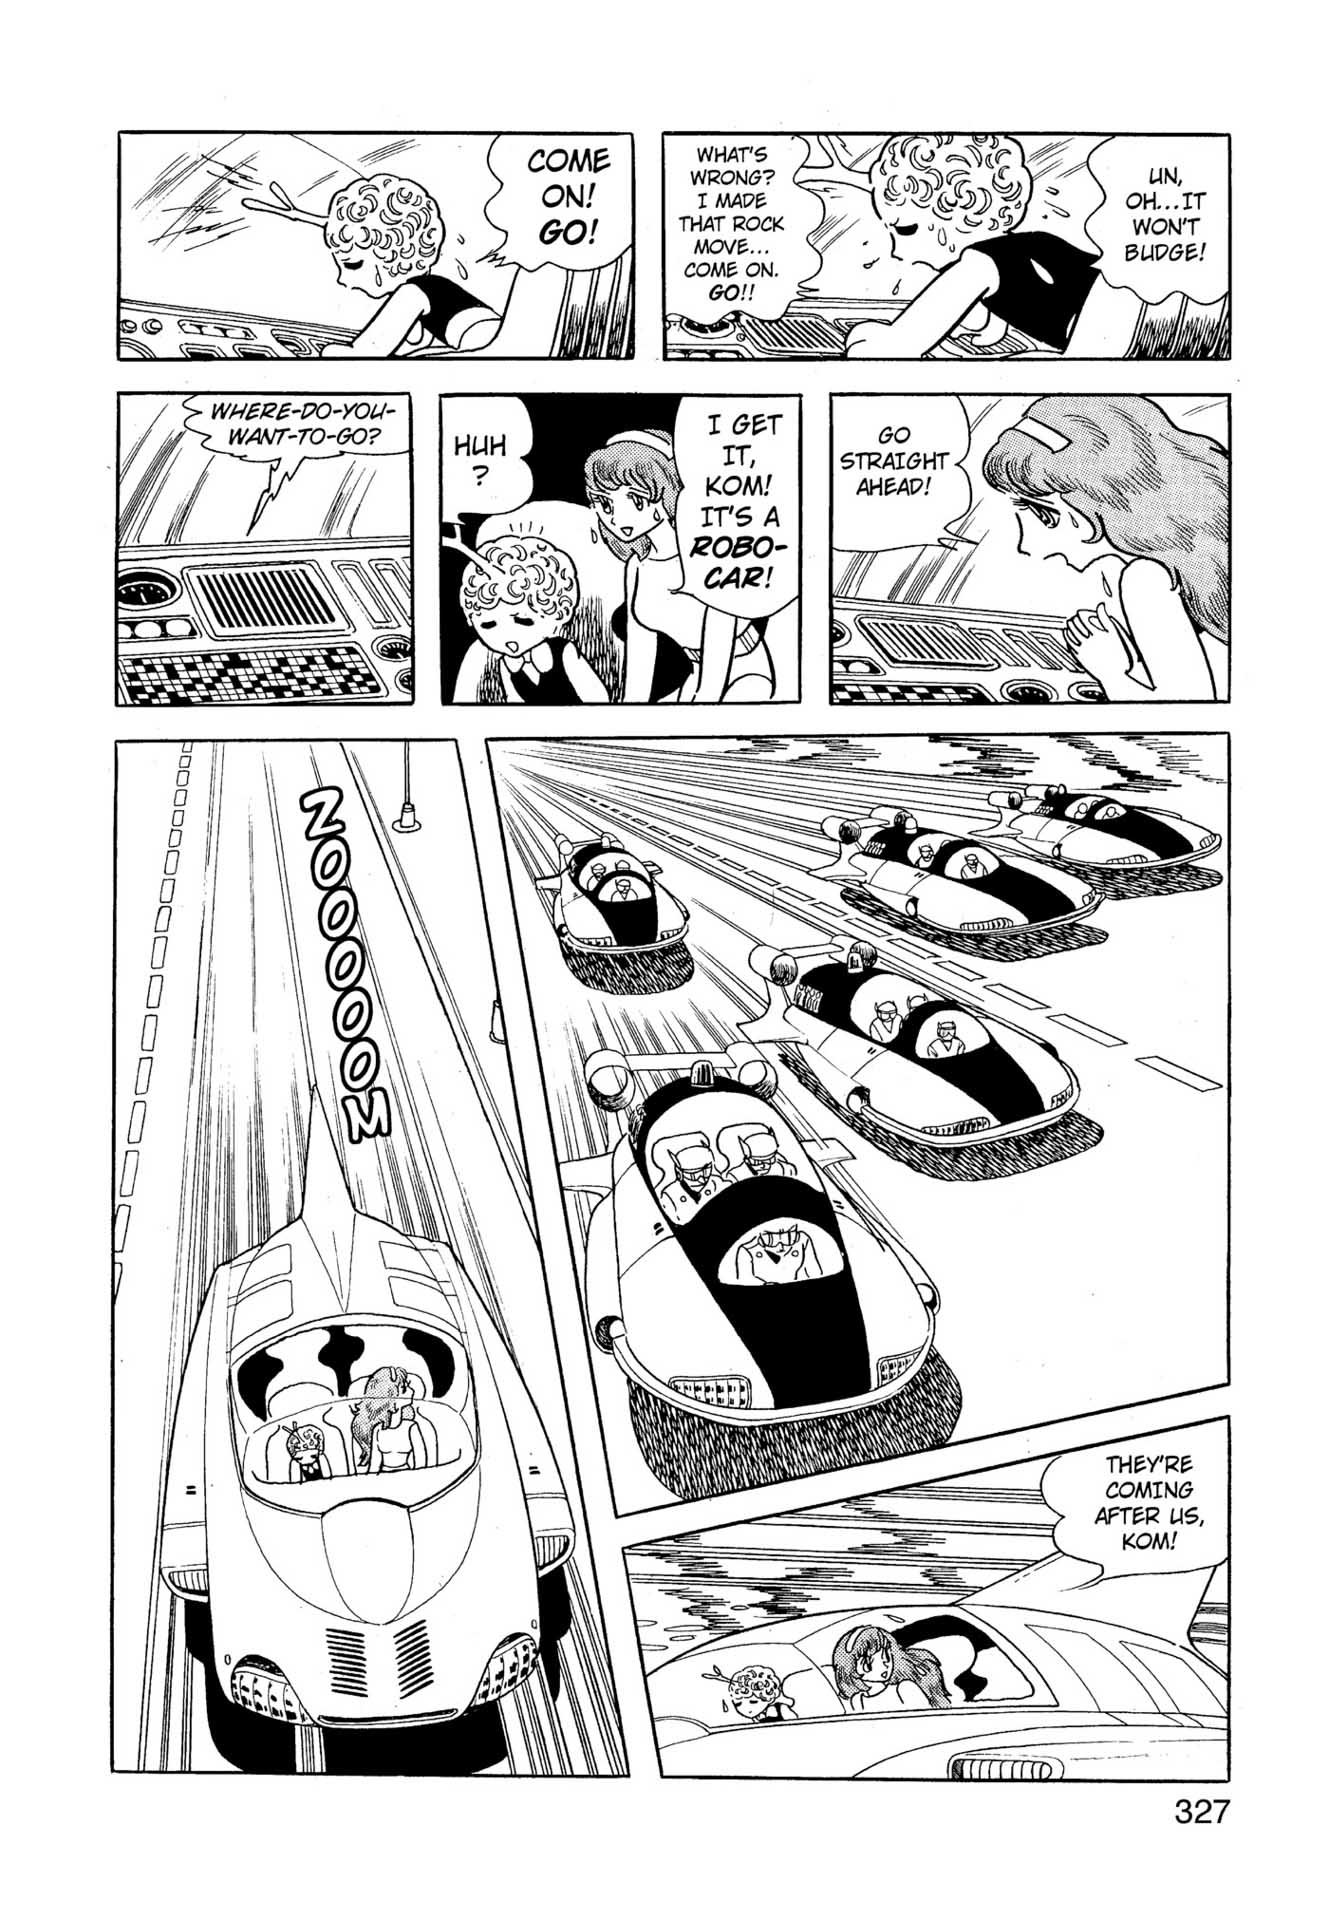 COME
ON!
GO!
WHAT'S
WRONG?
I MADE
THAT ROCK
MOVE...
COME ON.
GO!!
UN,
OH...IT
WON'T
BUDGE!
WHERE-DO-YOU-
WANT-TO-GO?
HUH
?
I GET
IT,
KOM!
IT'S A
ROBO-
CAR!
GO
STRAIGHT
AHEAD!
ZOOOOOOM
THEY'RE
COMING
AFTER US,
KOM!
327